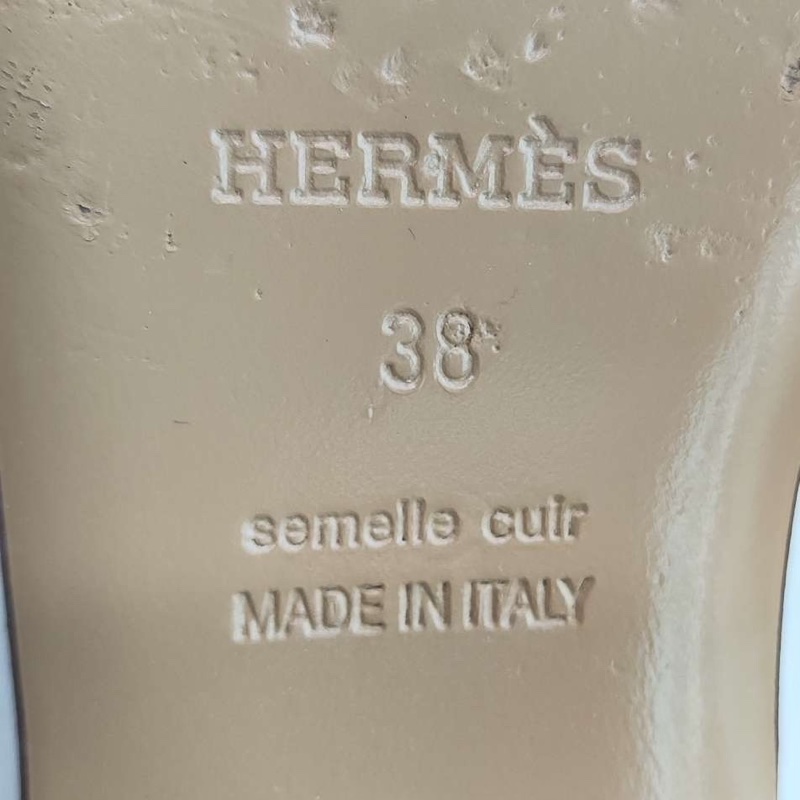 HERMÈS
38
semelle cuir
MADE IN ITALY